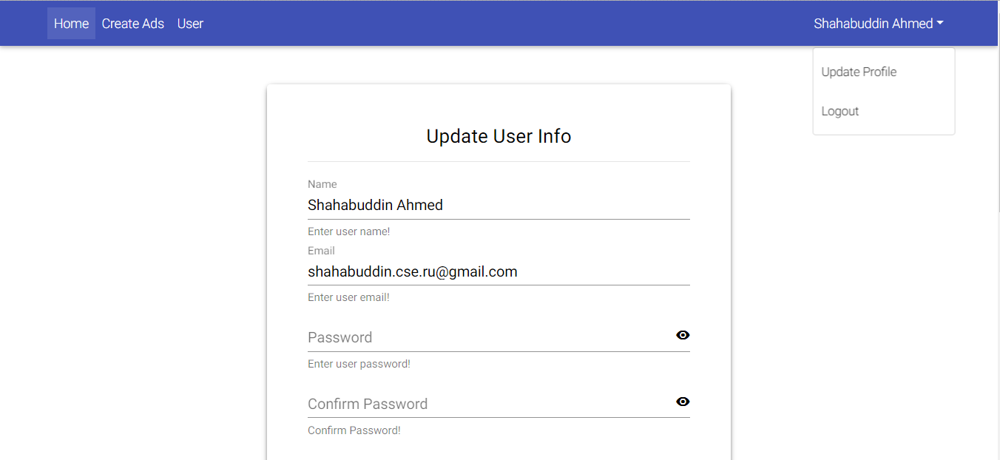 Home Create Ads User Shahabuddin Ahmed
Update Profile
Logout
Update User Info
Name
Shahabuddin Ahmed
Enter user name!
Email
shahabuddin.cse.ru@gmail.com
Enter user email!
Password
Enter user password!
Confirm Password
Confirm Password!